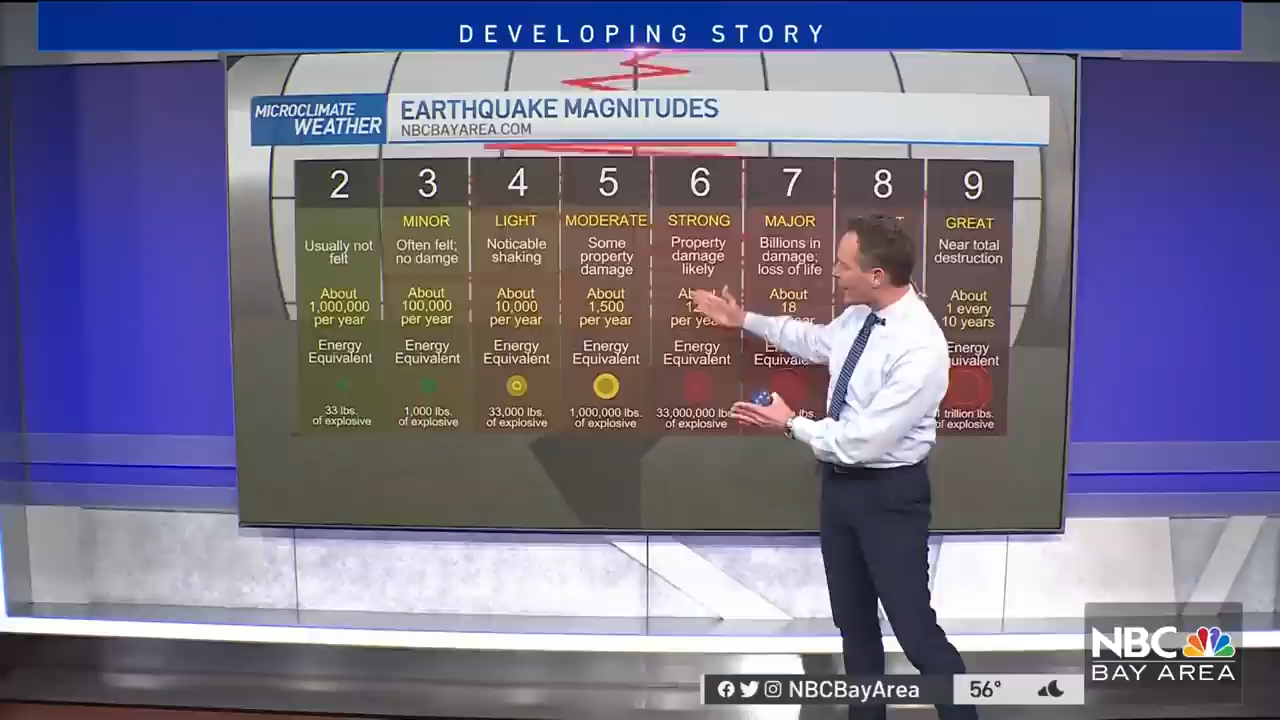 DEVELOPING STORY
MICROCLIMATE
WEATHER
EARTHQUAKE MAGNITUDES
NBCBAYAREA.COM
2
Usually not
felt
About
1,000,000
per year
Energy
Equivalent
33 lbs.
of explosive
3
MINOR
Often felt;
no damge
About
100,000
per year
Energy
Equivalent
1,000 lbs.
of explosive
4
LIGHT
Noticable
shaking
About
10,000
per year
Energy
Equivalent
33,000 lbs.
of explosive
5
MODERATE
Some
property
damage
About
1,500
per year
Energy
Equivalent
1,000,000 lbs.
of explosive
6
STRONG
Property
damage
likely
per
Energy
Equivalent
33,000,000 lbs.
of explosive
7
MAJOR
Billions in
damage;
loss of life
About
18
lbs.
8
9
GREAT
Near total
destruction
About
1 every
10 years
Energy
trillion lbs.
of explosive
NBCBayArea
56°
NBC
BAY AREA